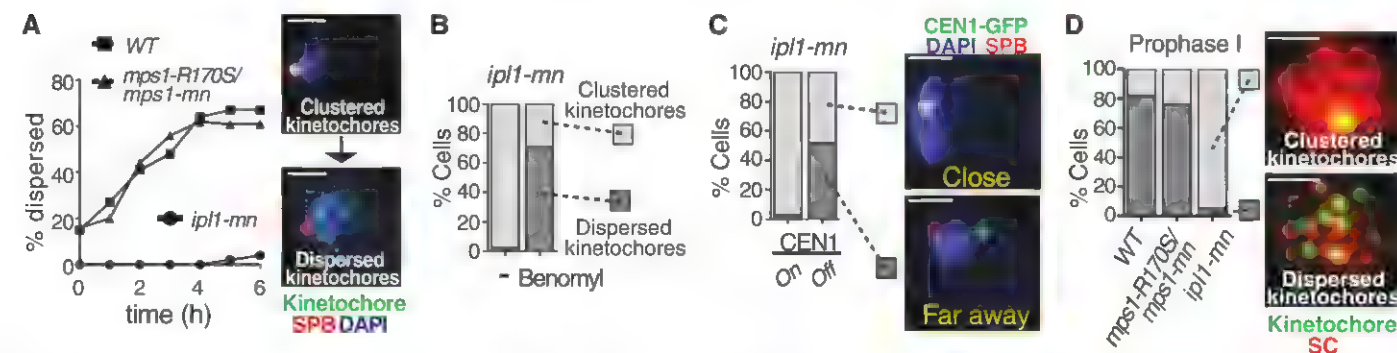 A
WT
mps1-R170S/
mps1-mn
80
60
40
20
0
% dispersed
ipl1-mn
0 2 4 6
time (h)
Clustered
kinetochores
Dispersed
kinetochores
Kinetochore
SPB DAPI
B
ipl1-mn
100
80
60
40
20
0
% Cells
Clustered
kinetochores
Dispersed
kinetochores
- Benomyl
C
CEN1-GFP
DAPI SPB
ipl1-mn
100
80
60
40
20
0
% Cells
CEN1
On Off
Close
Far away
D
Prophase I
100
80
60
40
20
0
% Cells
WT
mps1-R170S/
mps1-mn
ipl1-mn
Clustered
kinetochores
Dispersed
kinetochores
Kinetochore
SC